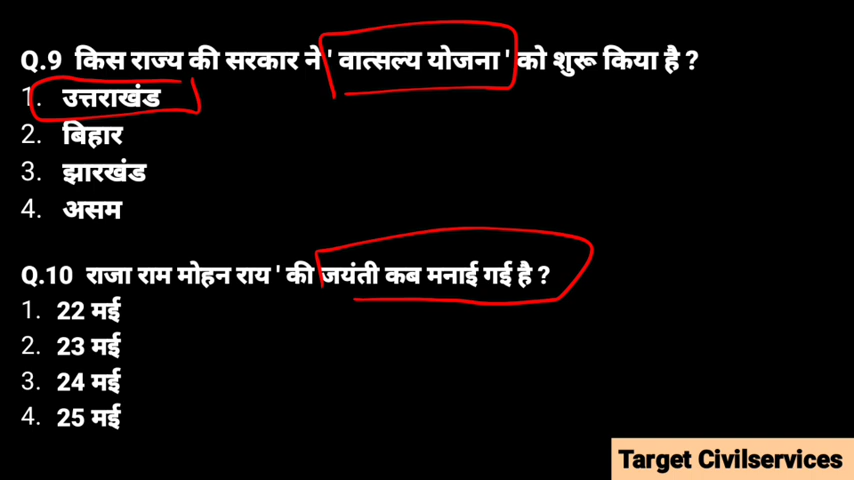 Q.9 किस राज्य की सरकार ने ' वात्सल्य योजना ' को शुरू किया है ?
1. उत्तराखंड
2. बिहार
3. झारखंड
4. असम
Q.10 राजा राम मोहन राय ' की जयंती कब मनाई गई है ?
1. 22 मई
2. 23 मई
3. 24 मई
4. 25 मई
Target Civilservices